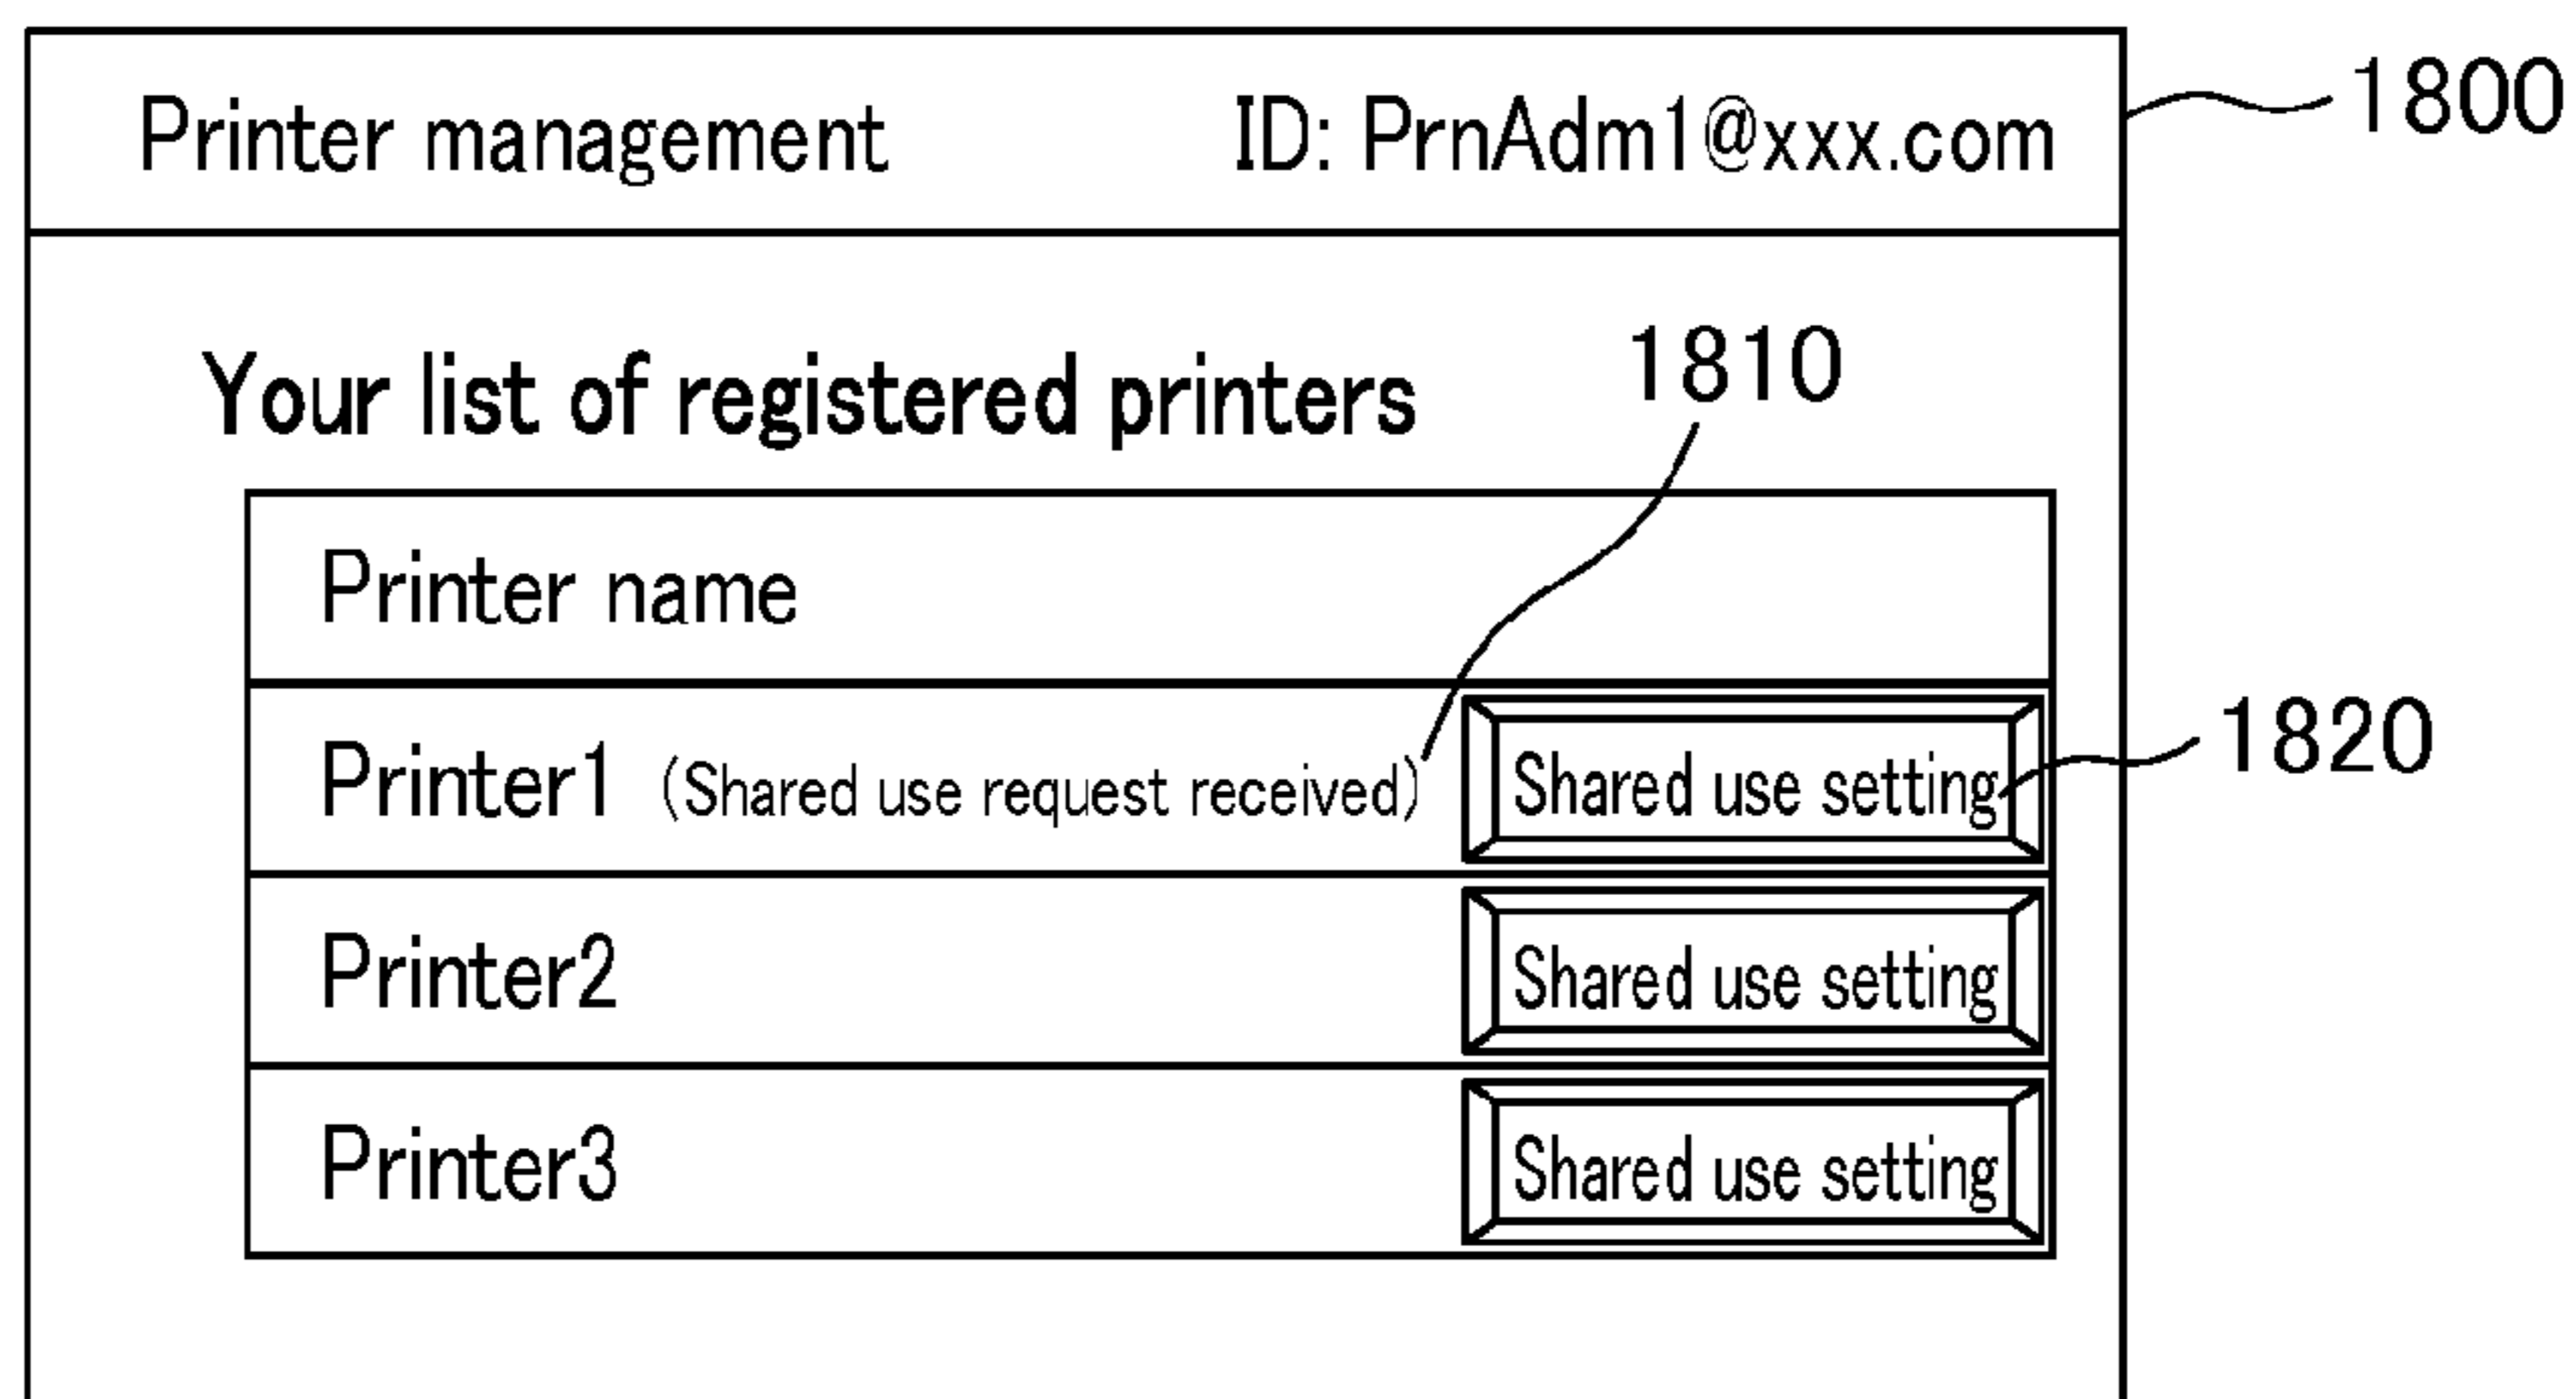 Printer management ID: PrnAdm1@xxx.com 1800
Your list of registered printers 1810
Printer name
Printer1 (Shared use request received) Shared use setting 1820
Printer2 Shared use setting
Printer3 Shared use setting